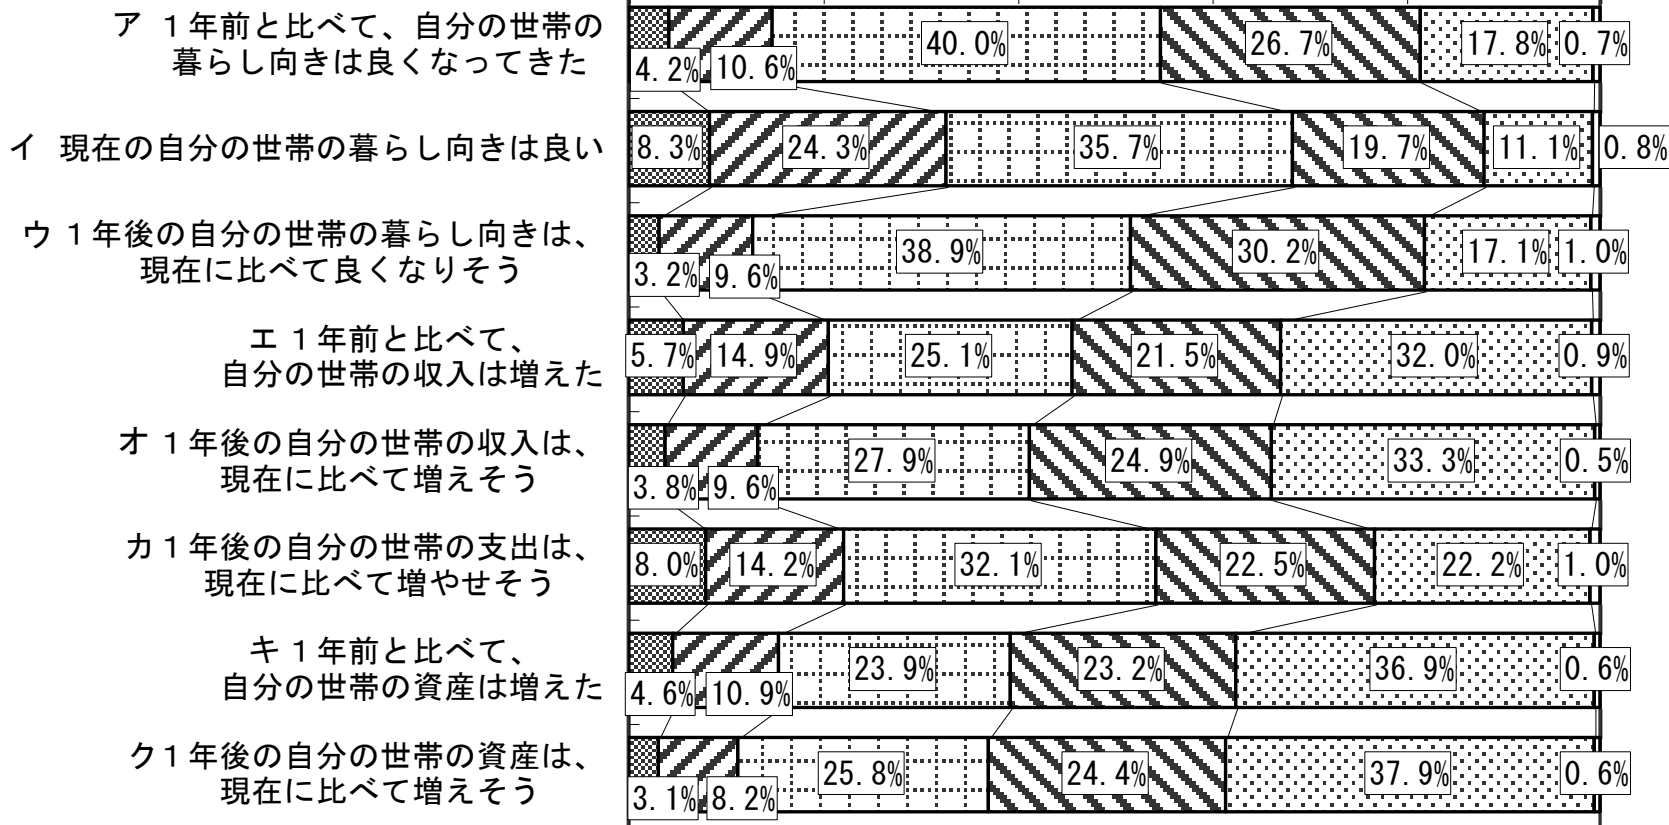 ア １年前と比べて、自分の世帯の
暮らし向きは良くなってきた
4.2% 10.6% 40.0% 26.7% 17.8% 0.7%
イ 現在の自分の世帯の暮らし向きは良い
8.3% 24.3% 35.7% 19.7% 11.1% 0.8%
ウ １年後の自分の世帯の暮らし向きは、
現在に比べて良くなりそう
3.2% 9.6% 38.9% 30.2% 17.1% 1.0%
エ １年前と比べて、
自分の世帯の収入は増えた
5.7% 14.9% 25.1% 21.5% 32.0% 0.9%
オ １年後の自分の世帯の収入は、
現在に比べて増えそう
3.8% 9.6% 27.9% 24.9% 33.3% 0.5%
カ １年後の自分の世帯の支出は、
現在に比べて増やせそう
8.0% 14.2% 32.1% 22.5% 22.2% 1.0%
キ １年前と比べて、
自分の世帯の資産は増えた
4.6% 10.9% 23.9% 23.2% 36.9% 0.6%
ク１年後の自分の世帯の資産は、
現在に比べて増えそう
3.1% 8.2% 25.8% 24.4% 37.9% 0.6%